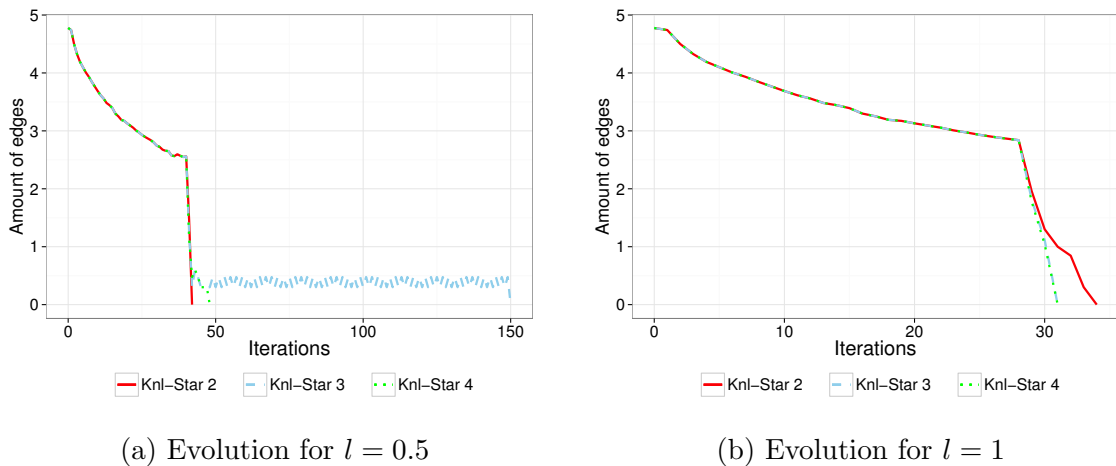 Amount of edges
5
4
3
2
1
0
0
50
100
150
Iterations
Knl−Star 2
Knl−Star 3
Knl−Star 4
(a) Evolution for l = 0.5
Amount of edges
5
4
3
2
1
0
0
10
20
30
Iterations
Knl−Star 2
Knl−Star 3
Knl−Star 4
(b) Evolution for l = 1